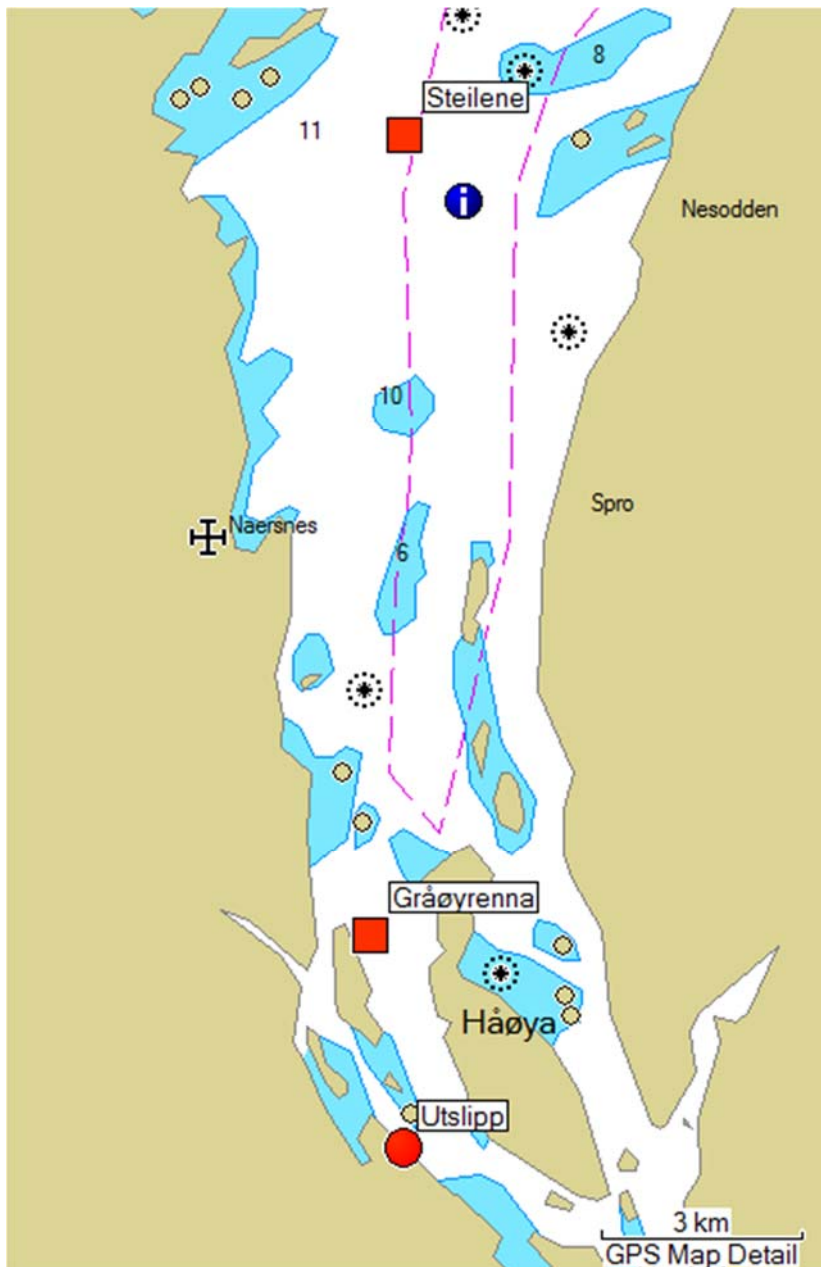 8
Steilene
11
i
Nesodden
10
Spro
Naersnes
6
Gråøyrenna
Håøya
Utslipp
3 km
GPS Map Detail